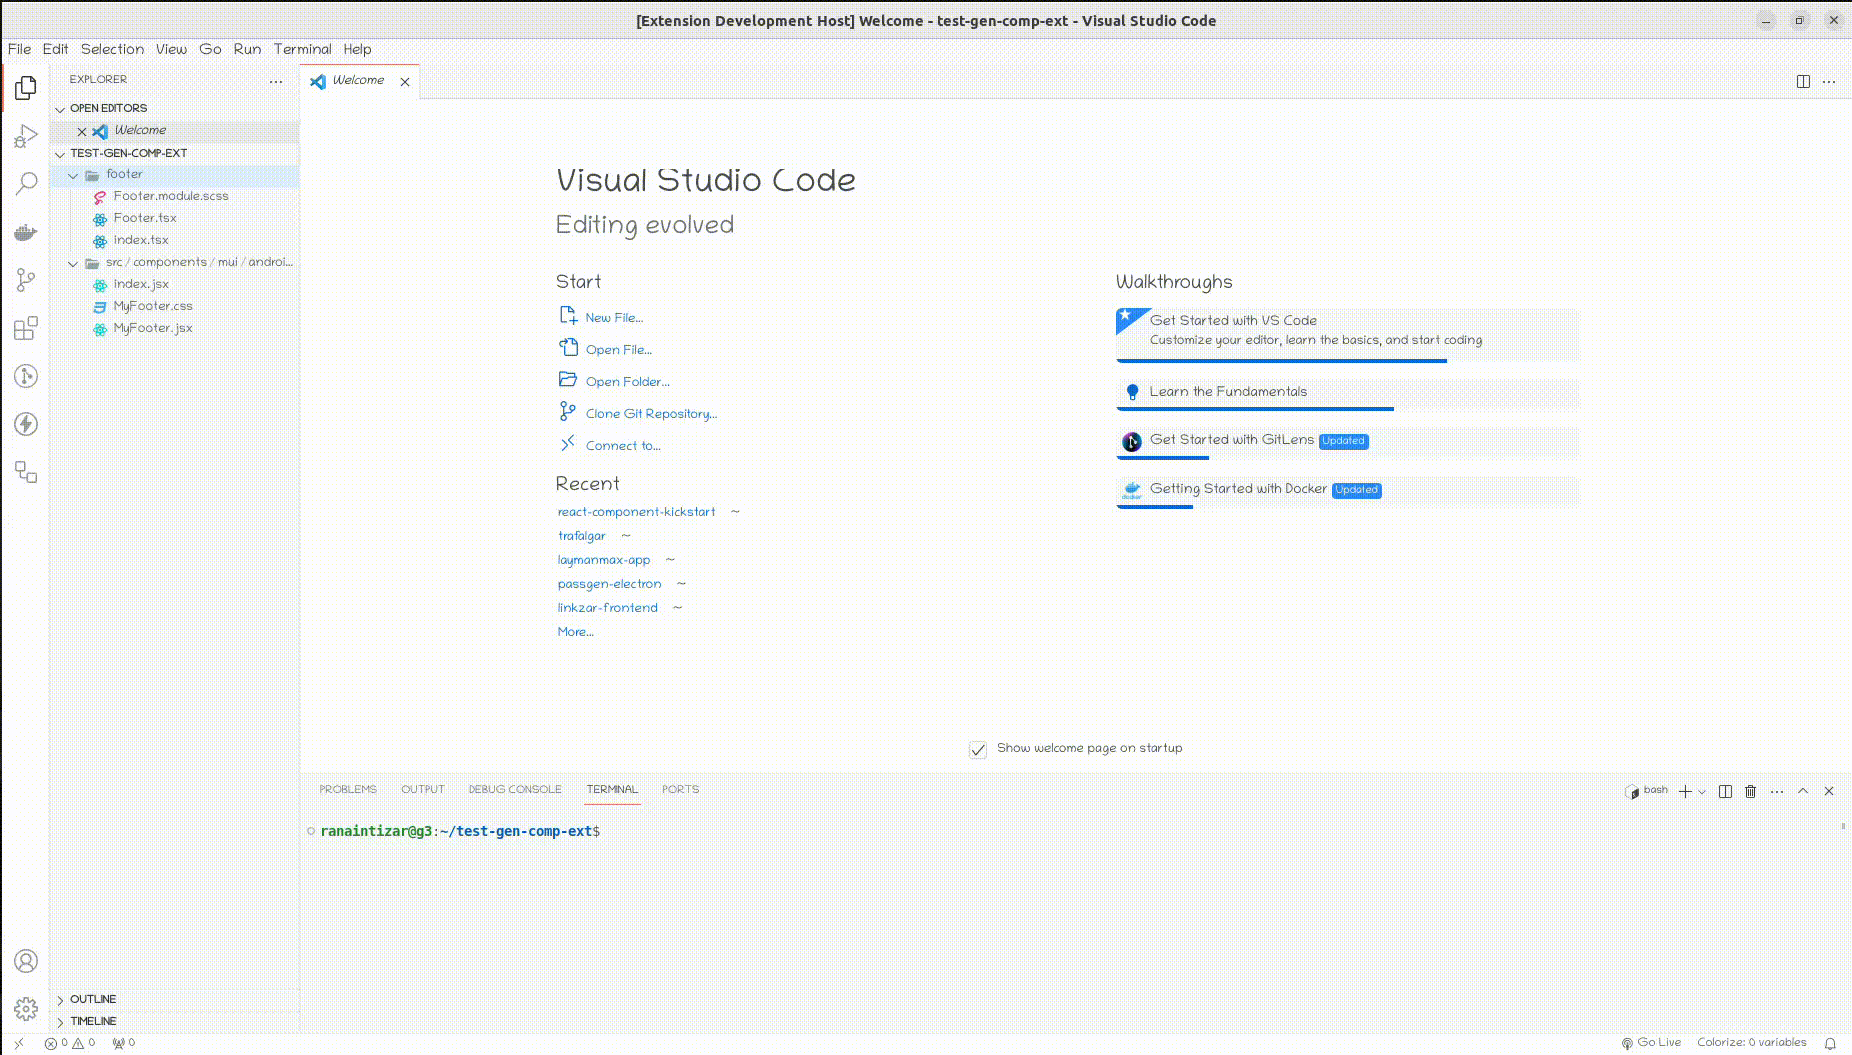 [Extension Development Host] Welcome - test-gen-comp-ext - Visual Studio Code
File Edit Selection View Go Run Terminal Help
EXPLORER
OPEN EDITORS
Welcome
TEST-GEN-COMP-EXT
footer
Footer.module.scss
Footer.tsx
index.tsx
src / components / mui / androi...
index.jsx
MyFooter.css
MyFooter.jsx
OUTLINE
TIMELINE
Welcome
Visual Studio Code
Editing evolved
Start
New File...
Open File...
Open Folder...
Clone Git Repository...
Connect to...
Recent
react-component-kickstart ~
trafalgar ~
laymanmax-app ~
passgen-electron ~
linkzar-frontend ~
More...
Walkthroughs
Get Started with VS Code
Customize your editor, learn the basics, and start coding
Learn the Fundamentals
Get Started with GitLens Updated
docker Getting Started with Docker Updated
Show welcome page on startup
PROBLEMS OUTPUT DEBUG CONSOLE TERMINAL PORTS
bash
ranaintizar@g3:~/test-gen-comp-ext$
0 0 0
Go Live Colorize: 0 variables